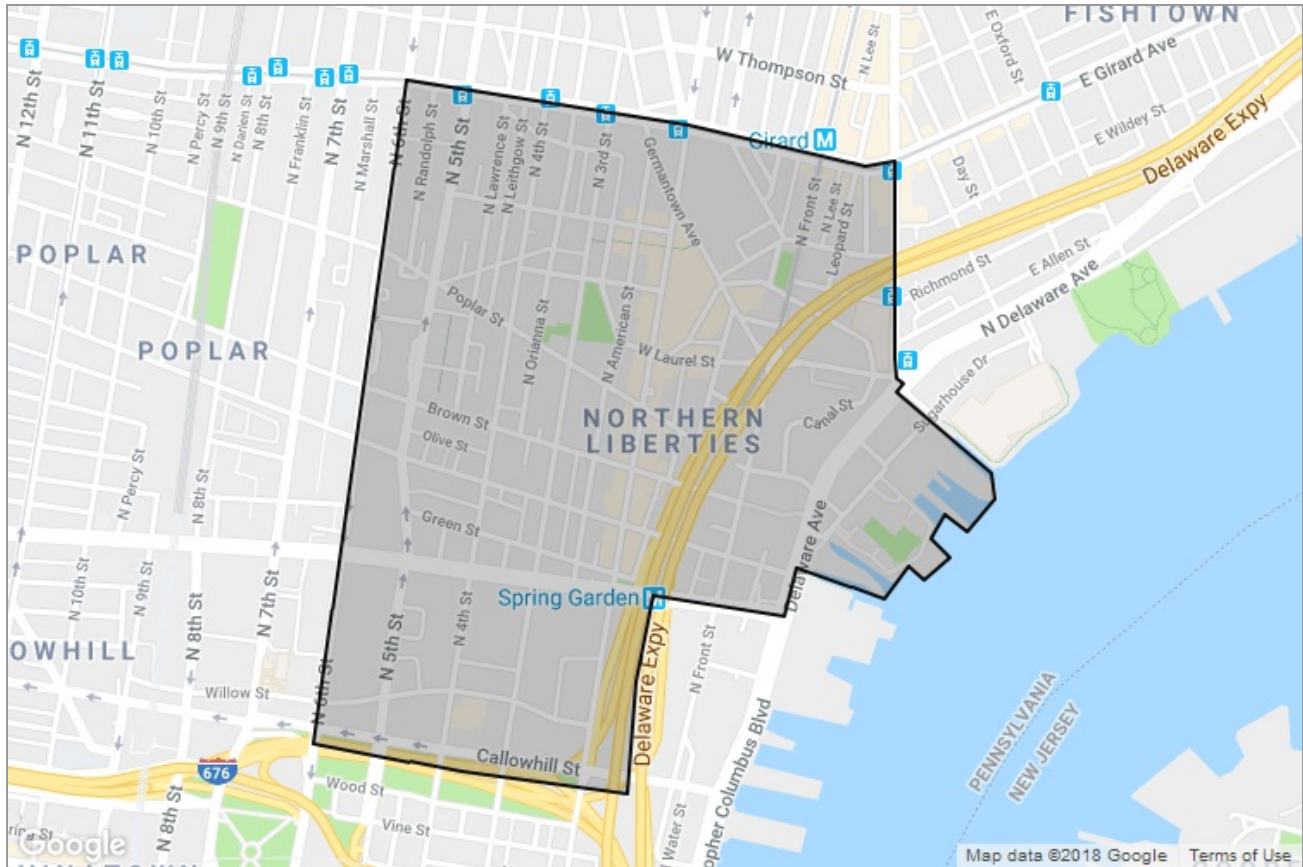 FISHTOWN
E Oxford St
N Lee St
W Thompson St
E Girard Ave
N 12th St
N 11th St
N 10th St
N Percy St
N 9th St
N Darien St
N 8th St
N Franklin St
N 7th St
N Marshall St
N 6th St
N Randolph St
N 5th St
N Lawrence St
N Leithgow St
N 4th St
N 3rd St
Germantown Ave
Girard
M
E Wildey St
Delaware Expy
Day St
N Front St
N Lee St
Leopard St
POPLAR
Richmond St
E Allen St
N Delaware Ave
Poplar St
N Orianna St
N American St
W Laurel St
POPLAR
Sugarhouse Dr
Brown St
Olive St
NORTHERN
LIBERTIES
Canal St
N Percy St
N 8th St
Green St
Delaware Ave
Spring Garden
N 10th St
N 9th St
N 8th St
N 7th St
N 5th St
N 4th St
Delaware Expy
N Front St
OWHILL
Willow St
N 6th St
Callowhill St
676
Wood St
N 8th St
Vine St
N Water St
opher Columbus Blvd
PENNSYLVANIA
NEW JERSEY
Google
Map data ©2018 Google
Terms of Use